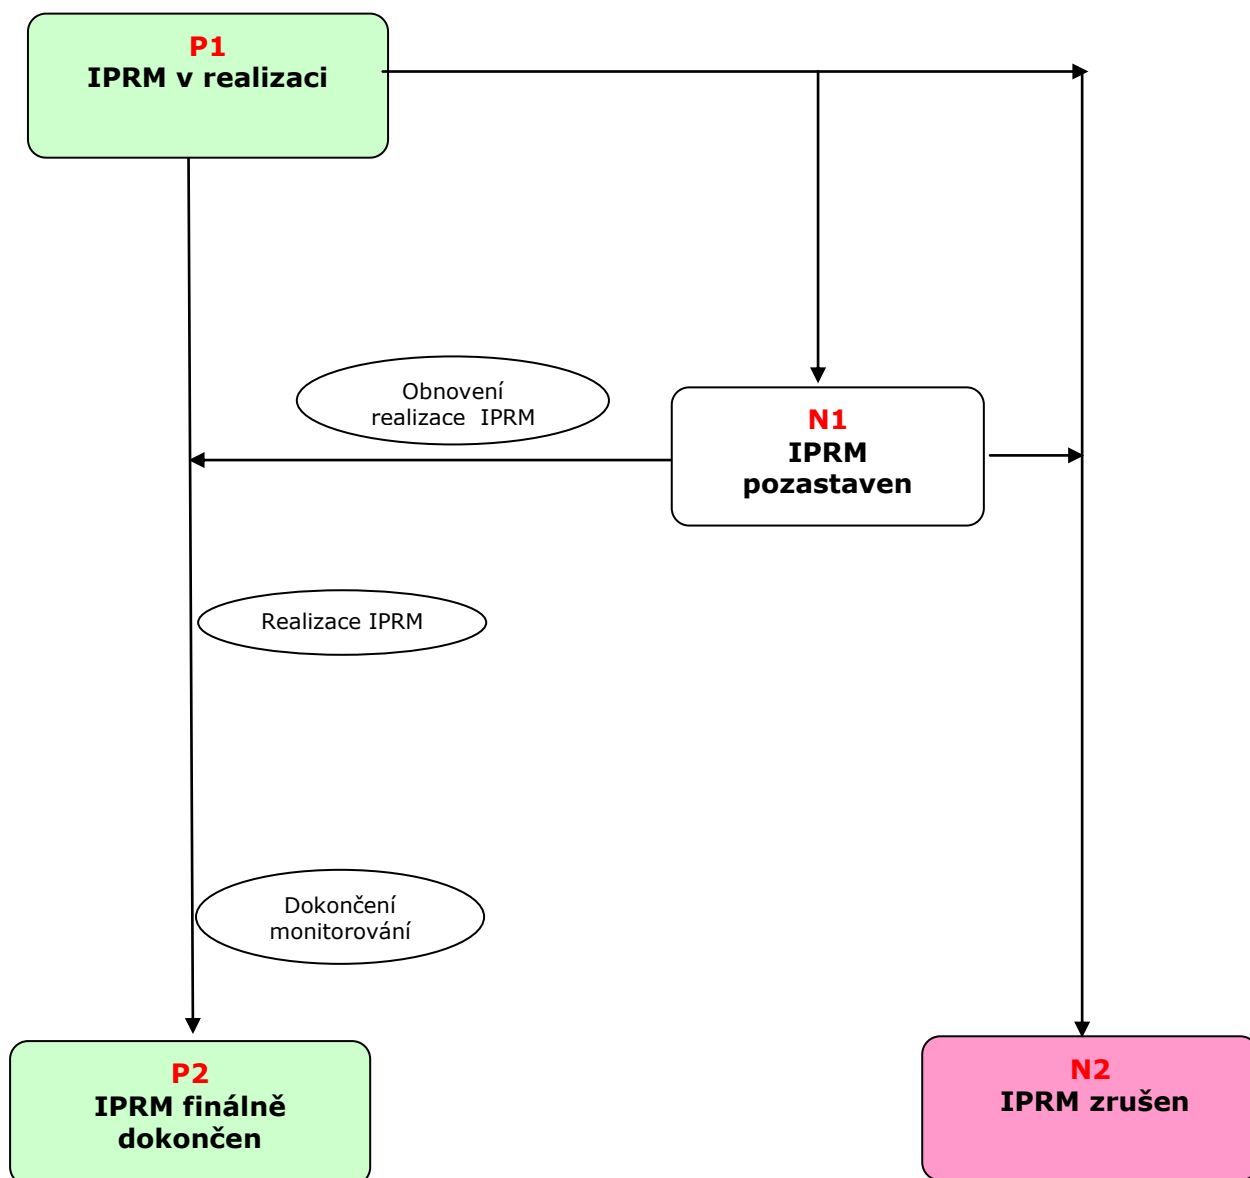 P1
IPRM v realizaci
Obnovení
realizace  IPRM
N1
IPRM
pozastaven
Realizace IPRM
Dokončení
monitorování
P2
IPRM finálně
dokončen
N2
IPRM zrušen